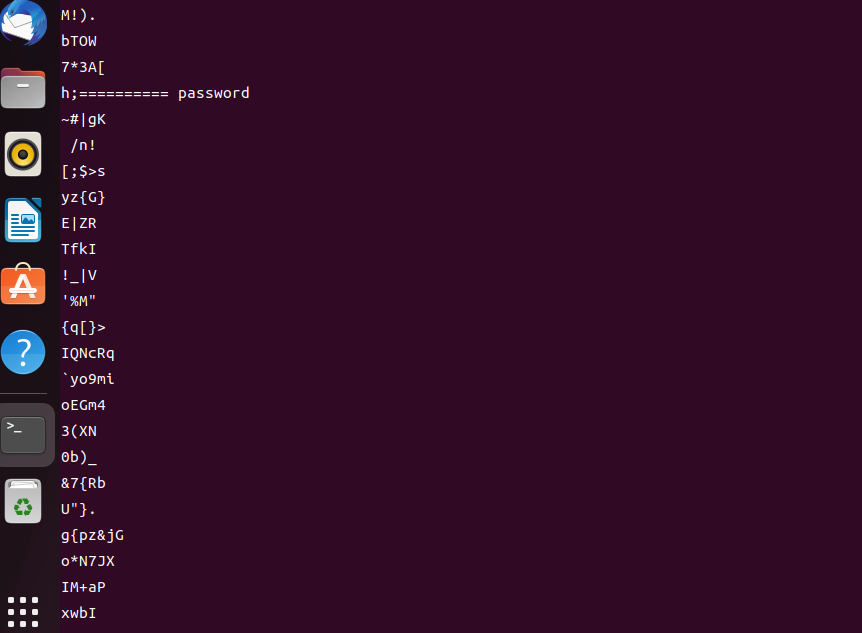 M!).
bTOW
7*3A[
h;========== password
~#|gK
 /n!
[;$>s
yz{G}
E|ZR
TfkI
!_|V
'%M"
{q[}>
IQNcRq
`yo9mi
oEGm4
3(XN
0b)_
&7{Rb
U"}.
g{pz&jG
o*N7JX
IM+aP
xwbI